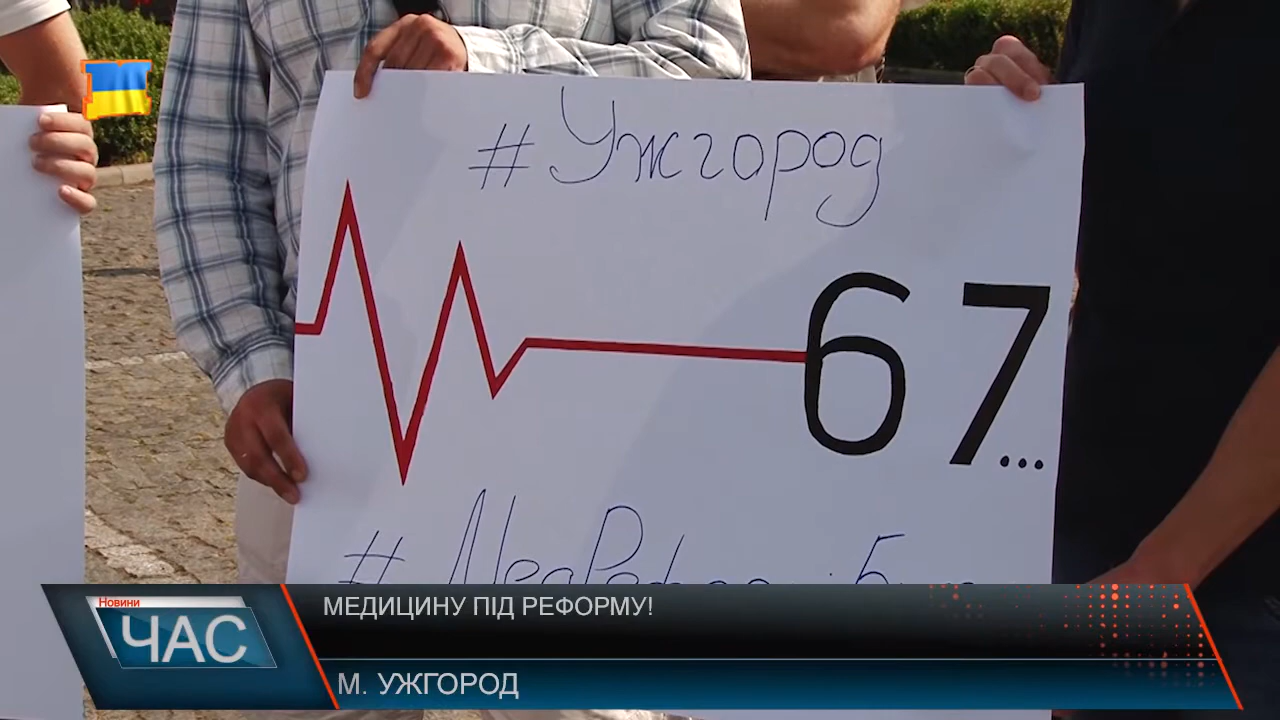 #Ужгород
67...
Новини
ЧАС
МЕДИЦИНУ ПІД РЕФОРМУ!
М. УЖГОРОД